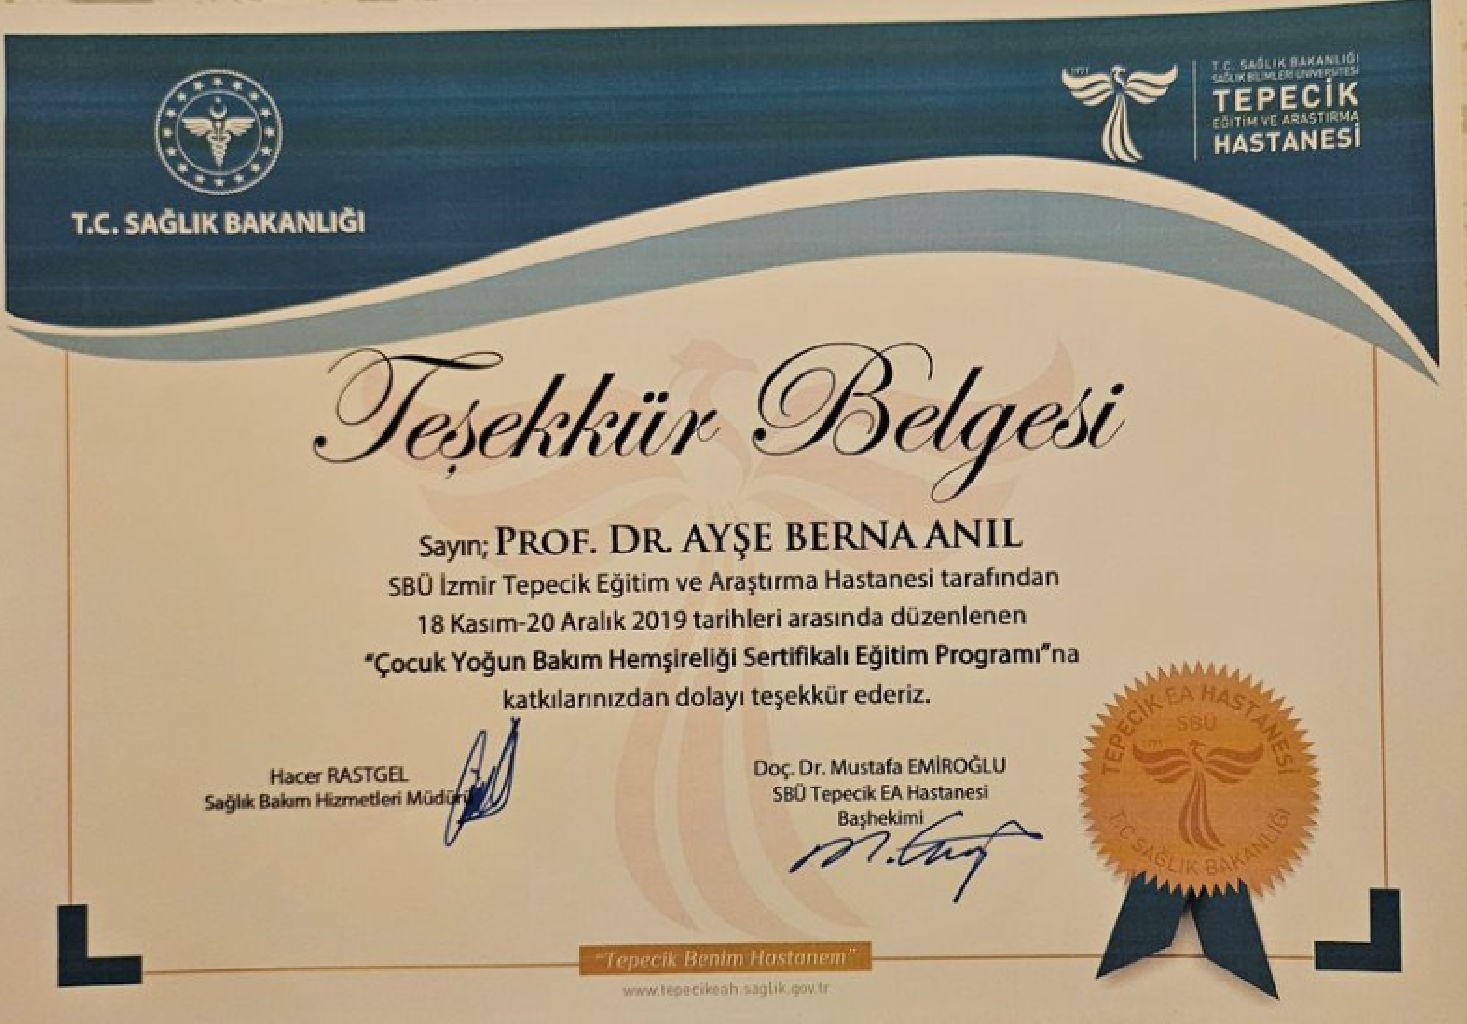 T.C. SAĞLIK BAKANLIĞI
1971
T.C. SAĞLIK BAKANLIĞI
SAĞLIK BİLİMLERİ ÜNİVERSİTESİ
TEPECİK
EĞİTİM VE ARAŞTIRMA
HASTANESİ
Teşekkür Belgesi
Sayın; PROF. DR. AYŞE BERNA ANIL
SBÜ İzmir Tepecik Eğitim ve Araştırma Hastanesi tarafından
18 Kasım-20 Aralık 2019 tarihleri arasında düzenlenen
“Çocuk Yoğun Bakım Hemşireliği Sertifikalı Eğitim Programı”na
katkılarınızdan dolayı teşekkür ederiz.
Hacer RASTGEL
Sağlık Bakım Hizmetleri Müdürü
Doç. Dr. Mustafa EMİROĞLU
SBÜ Tepecik EA Hastanesi
Başhekimi
TEPECİK EA HASTANESİ
SBÜ
T.C SAĞLIK BAKANLIĞI
“Tepecik Benim Hastanem”
www.tepecikeah.saglik.gov.tr